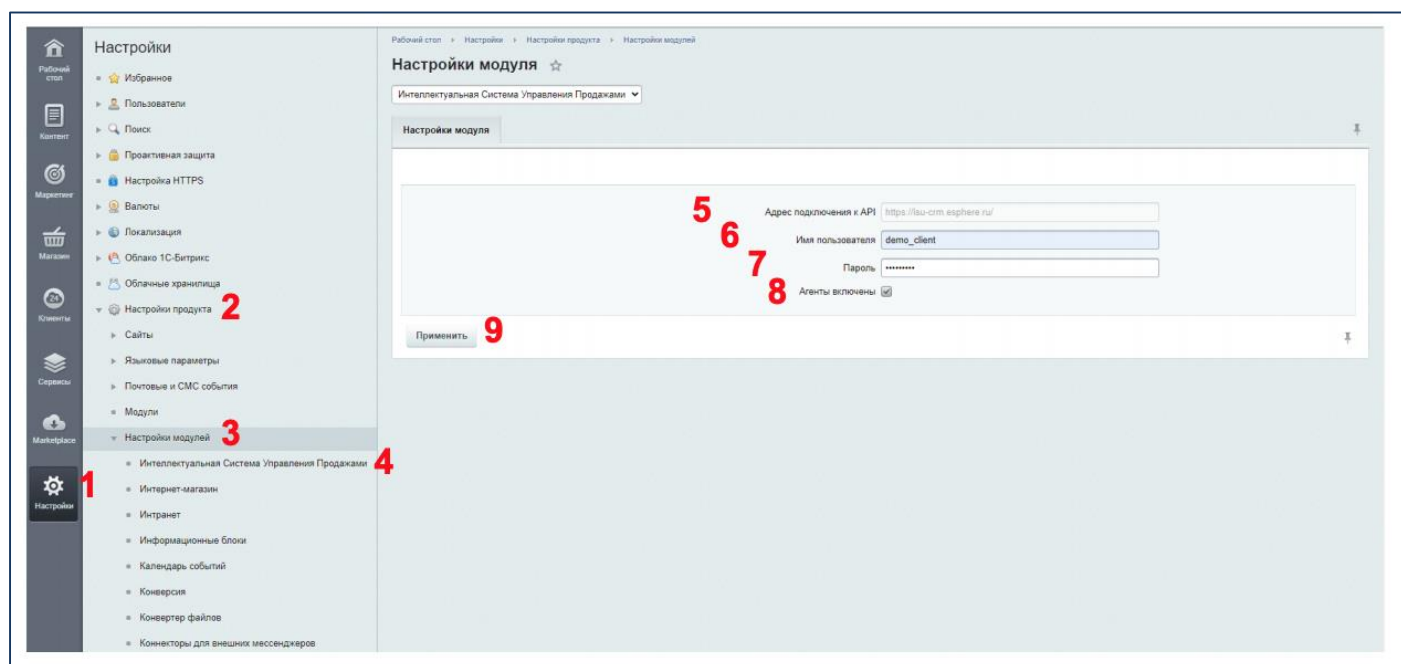 Рабочий стол
Контент
Маркетинг
Магазин
24
Клиенты
Сервисы
Marketplace
Настройки
1
Настройки
Избранное
Пользователи
Поиск
Проактивная защита
Настройка HTTPS
Валюты
Локализация
Облако 1С-Битрикс
Облачные хранилища
Настройки продукта 2
Сайты
Языковые параметры
Почтовые и СМС события
Модули
Настройки модулей 3
Интеллектуальная Система Управления Продажами 4
Интернет-магазин
Интранет
Информационные блоки
Календарь событий
Конверсия
Конвертер файлов
Коннекторы для внешних мессенджеров
Рабочий стол Настройки Настройки продукта Настройки модулей
Настройки модуля
Интеллектуальная Система Управления Продажами
Настройки модуля
5 Адрес подключения к API https://isu-crm.esphere.ru/
6 Имя пользователя demo_client
7 Пароль •••••••••
8 Агенты включены
Применить 9